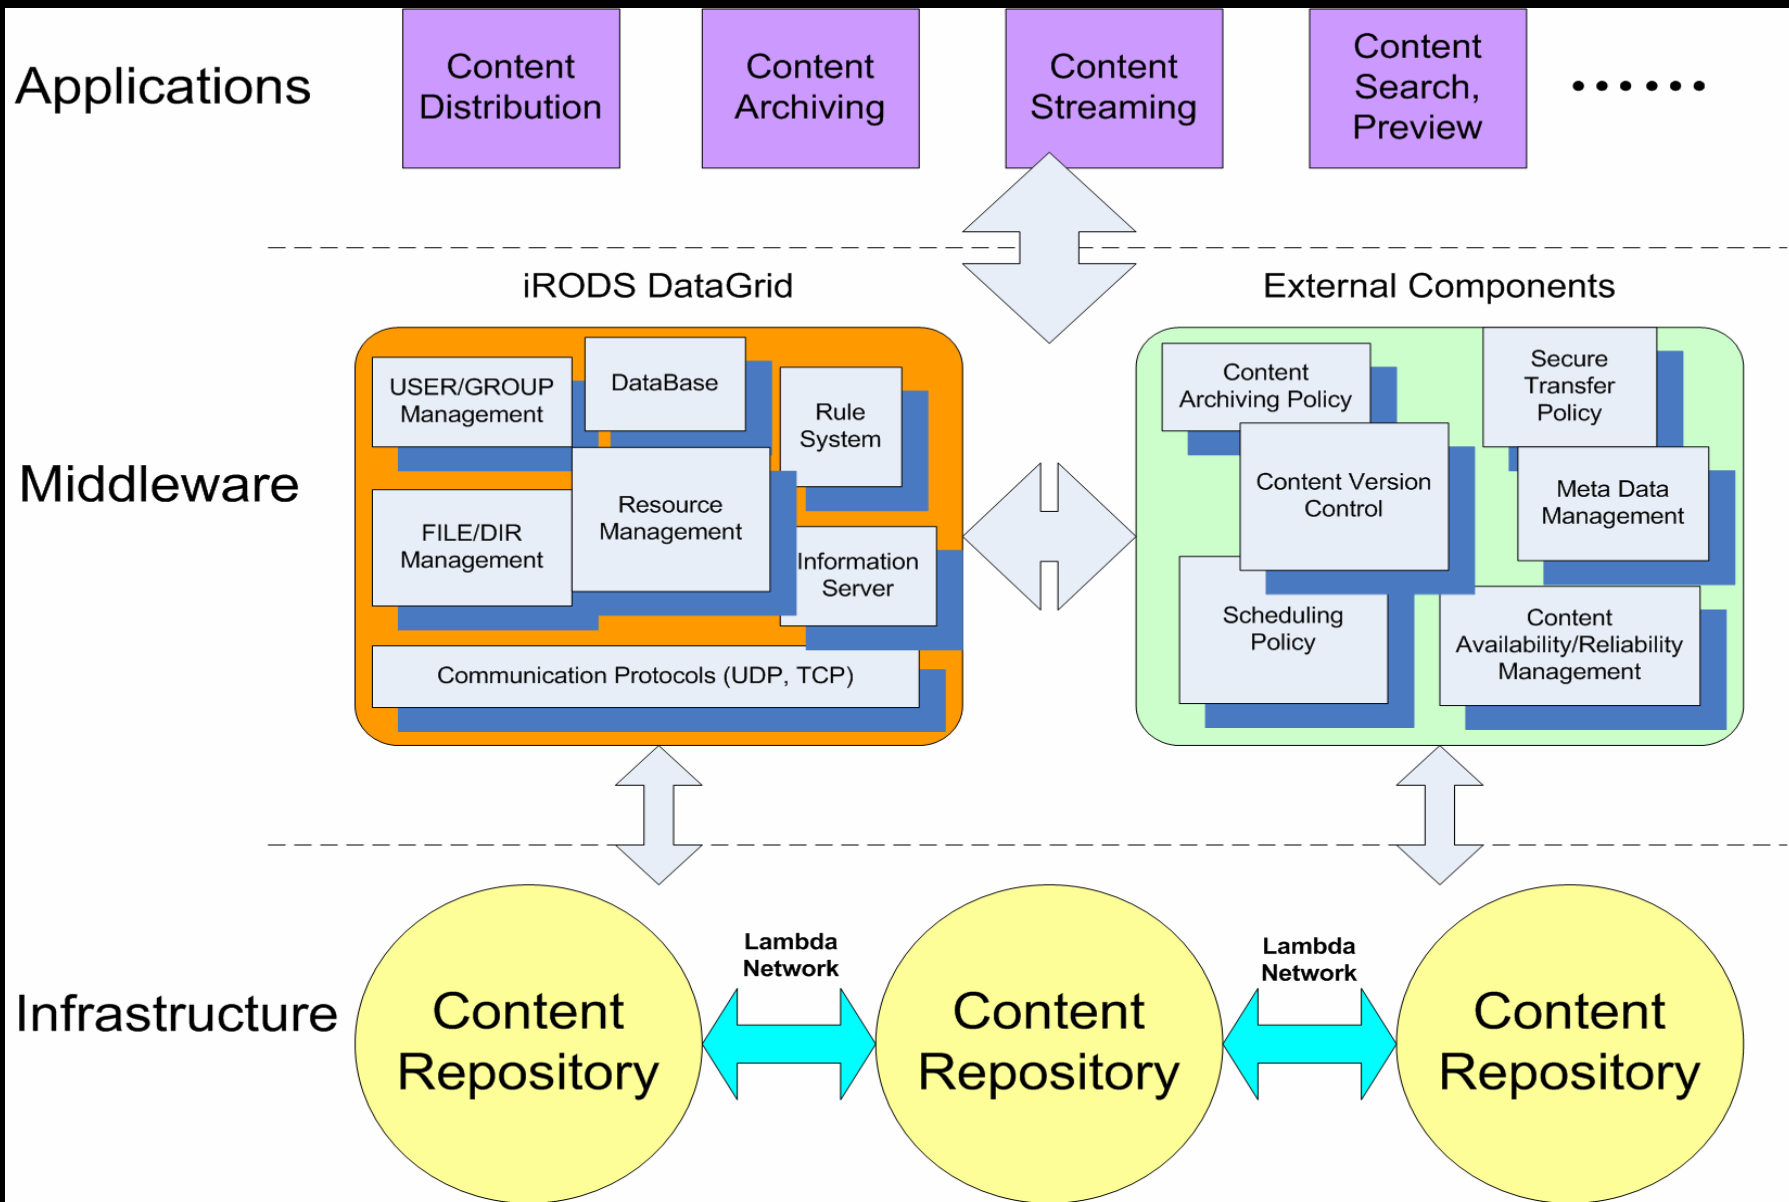 Applications
Content
Distribution
Content
Archiving
Content
Streaming
Content
Search,
Preview
......
iRODS DataGrid
External Components
Middleware
USER/GROUP
Management
DataBase
Rule
System
FILE/DIR
Management
Resource
Management
Information
Server
Communication Protocols (UDP, TCP)
Content
Archiving Policy
Secure
Transfer
Policy
Content Version
Control
Meta Data
Management
Scheduling
Policy
Content
Availability/Reliability
Management
Infrastructure
Content
Repository
Lambda
Network
Content
Repository
Lambda
Network
Content
Repository